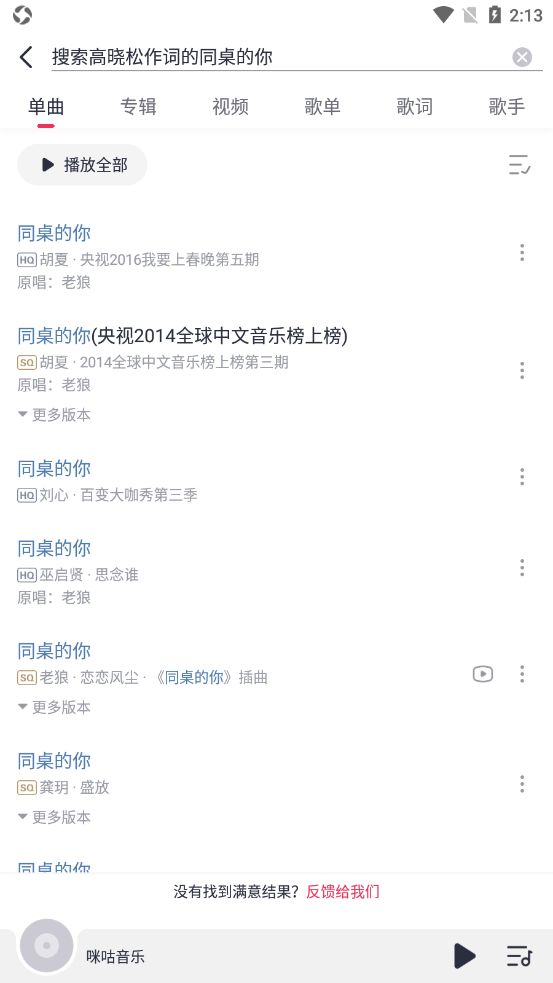 2:13
搜索高晓松作词的同桌的你
单曲 专辑 视频 歌单 歌词 歌手
播放全部
同桌的你
HQ 胡夏 · 央视2016我要上春晚第五期
原唱：老狼
同桌的你(央视2014全球中文音乐榜上榜)
SQ 胡夏 · 2014全球中文音乐榜上榜第三期
原唱：老狼
更多版本
同桌的你
HQ 刘心 · 百变大咖秀第三季
同桌的你
HQ 巫启贤 · 思念谁
原唱：老狼
同桌的你
SQ 老狼 · 恋恋风尘 · 《同桌的你》插曲
更多版本
同桌的你
SQ 龚玥 · 盛放
更多版本
同桌的你
没有找到满意结果？反馈给我们
咪咕音乐